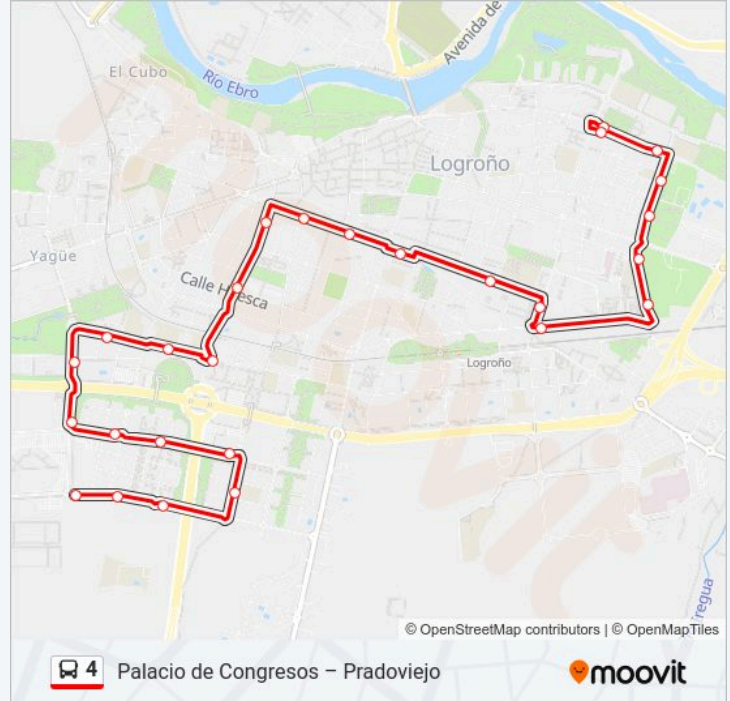 Avenida de
El Cubo
Río Ebro
Logroño
Yagüe
Calle Huesca
Logroño
© OpenStreetMap contributors | © OpenMapTiles
4 Palacio de Congresos – Pradoviejo
moovit